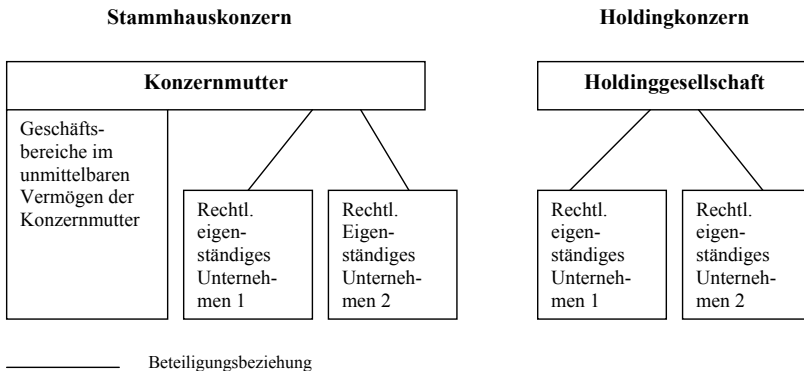 Stammhauskonzern
Holdingkonzern
Konzernmutter
Holdinggesellschaft
Geschäfts-
bereiche im
unmittelbaren
Vermögen der
Konzernmutter
Rechtl.
eigen-
ständiges
Unterneh-
men 1
Rechtl.
Eigen-
ständiges
Unterneh-
men 2
Rechtl.
eigen-
ständiges
Unterneh-
men 1
Rechtl.
eigen-
ständiges
Unterneh-
men 2
Beteiligungsbeziehung